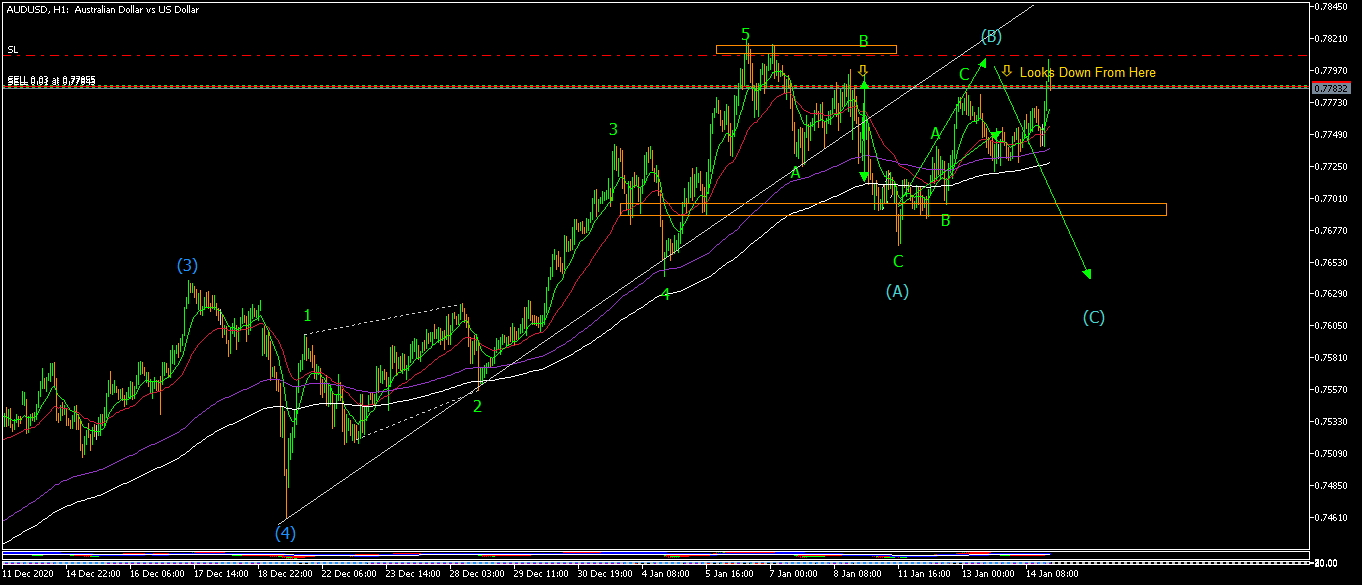 AUDUSD, H1: Australian Dollar vs US Dollar
SL
SELL 0.03 at
5
B
(B)
C
Looks Down From Here
3
A
A
B
4
C
(A)
(C)
(3)
1
2
(4)
0.78450
0.78210
0.77970
0.77832
0.77730
0.77490
0.77250
0.77010
0.76770
0.76530
0.76290
0.76050
0.75810
0.75570
0.75330
0.75090
0.74850
0.74610
11 Dec 2020 14 Dec 22:00 16 Dec 06:00 17 Dec 14:00 18 Dec 22:00 22 Dec 06:00 23 Dec 14:00 28 Dec 03:00 29 Dec 11:00 30 Dec 19:00 4 Jan 08:00 5 Jan 16:00 7 Jan 00:00 8 Jan 08:00 11 Jan 16:00 13 Jan 00:00 14 Jan 08:00